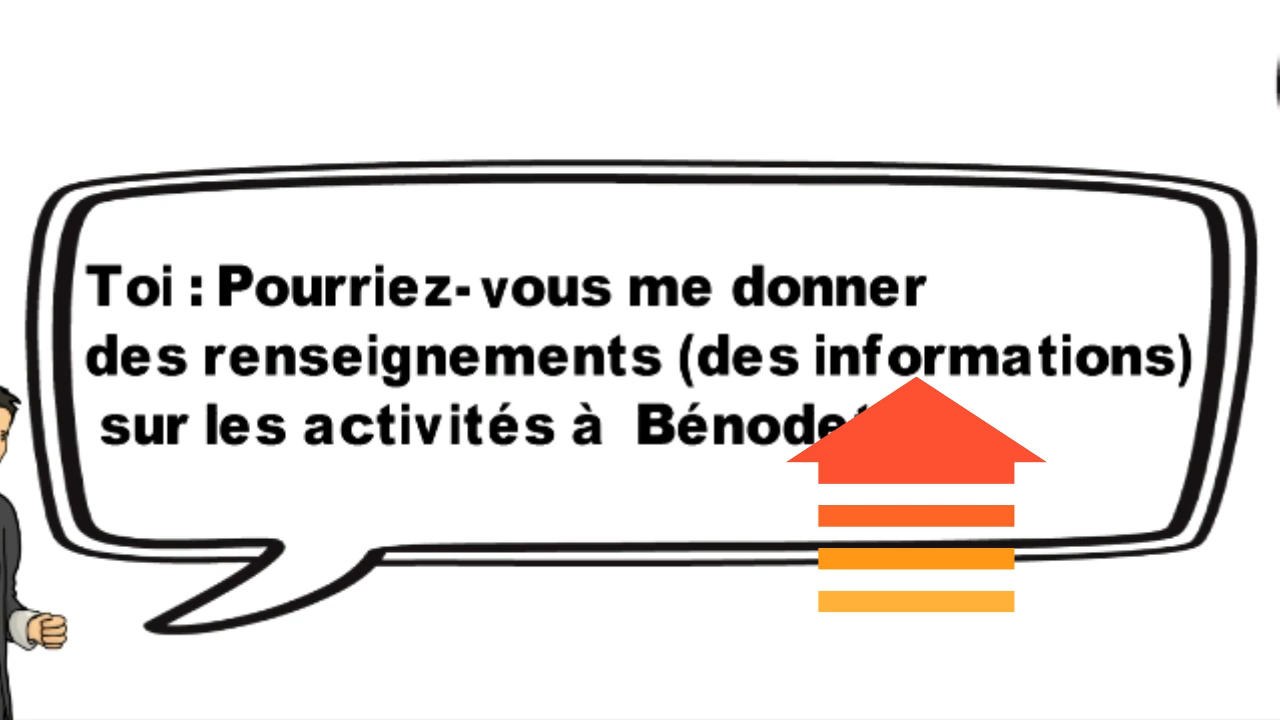 Toi : Pourriez-vous me donner
des renseignements (des informations)
sur les activités à